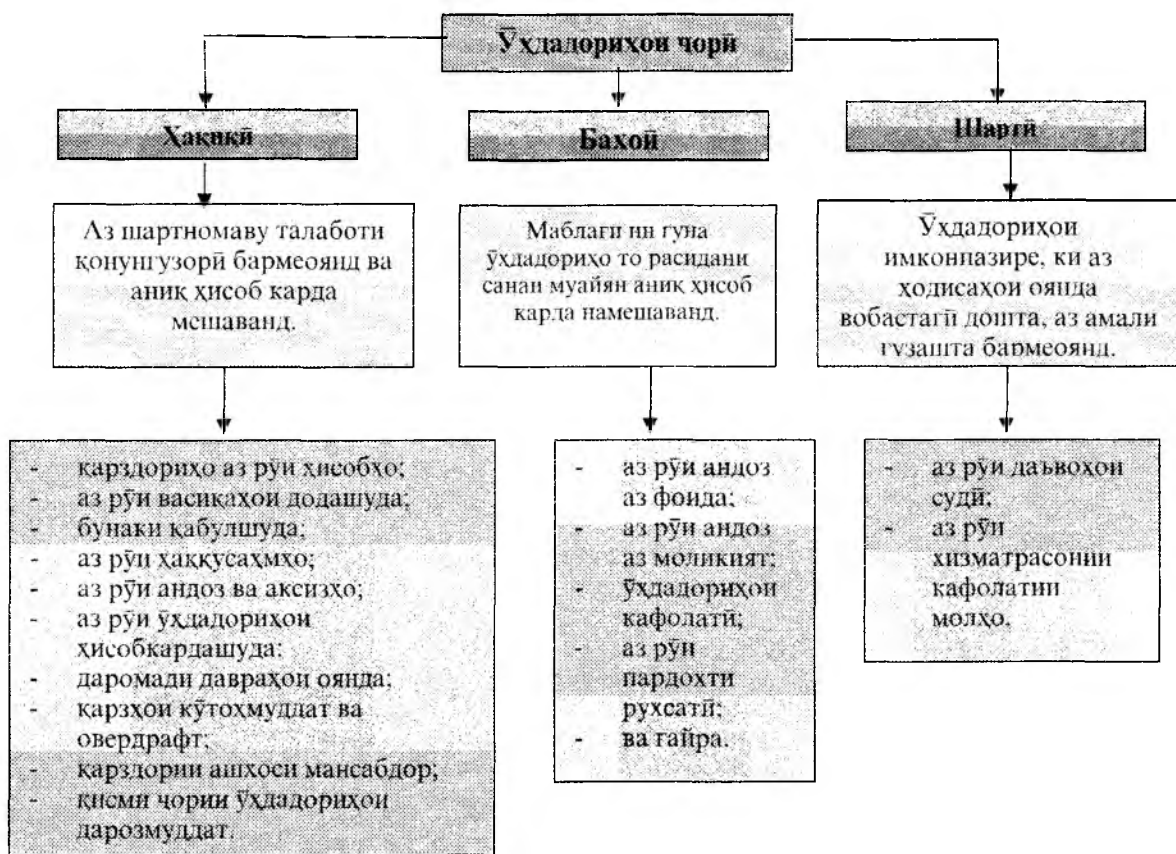 Ӯҳдадориҳои ҷорӣ
Ҳақиқӣ
Баҳоӣ
Шартӣ
Аз шартномаву талаботи
қонунгузорӣ бармеоянд ва
аниқ ҳисоб карда
мешаванд.
Маблағи ин гуна
ӯҳдадориҳо то расидани
санаи муайян аниқ ҳисоб
карда намешаванд.
Ӯҳдадориҳои
имконпазире, ки аз
ҳодисаҳои оянда
вобастагӣ дошта, аз амали
гузашта бармеоянд.
- қарздориҳо аз рӯи ҳисобҳо;
- аз рӯи васиқаҳои додашуда;
- бунаки қабулшуда;
- аз рӯи ҳаққусаҳмҳо;
- аз рӯи андоз ва аксизҳо;
- аз рӯи ӯҳдадориҳои
ҳисобкардашуда;
- даромади давраҳои оянда;
- қарзҳои кӯтоҳмуддат ва
овердрафт;
- қарздории ашхоси мансабдор;
- қисми ҷории ӯҳдадориҳои
дарозмуддат.
- аз рӯи андоз
аз фоида;
- аз рӯи андоз
аз моликият;
- ӯҳдадориҳои
кафолатӣ;
- аз рӯи
пардохти
рухсатӣ;
- ва ғайра.
- аз рӯи даъвоҳои
судӣ;
- аз рӯи
хизматрасонии
кафолатии
молҳо.